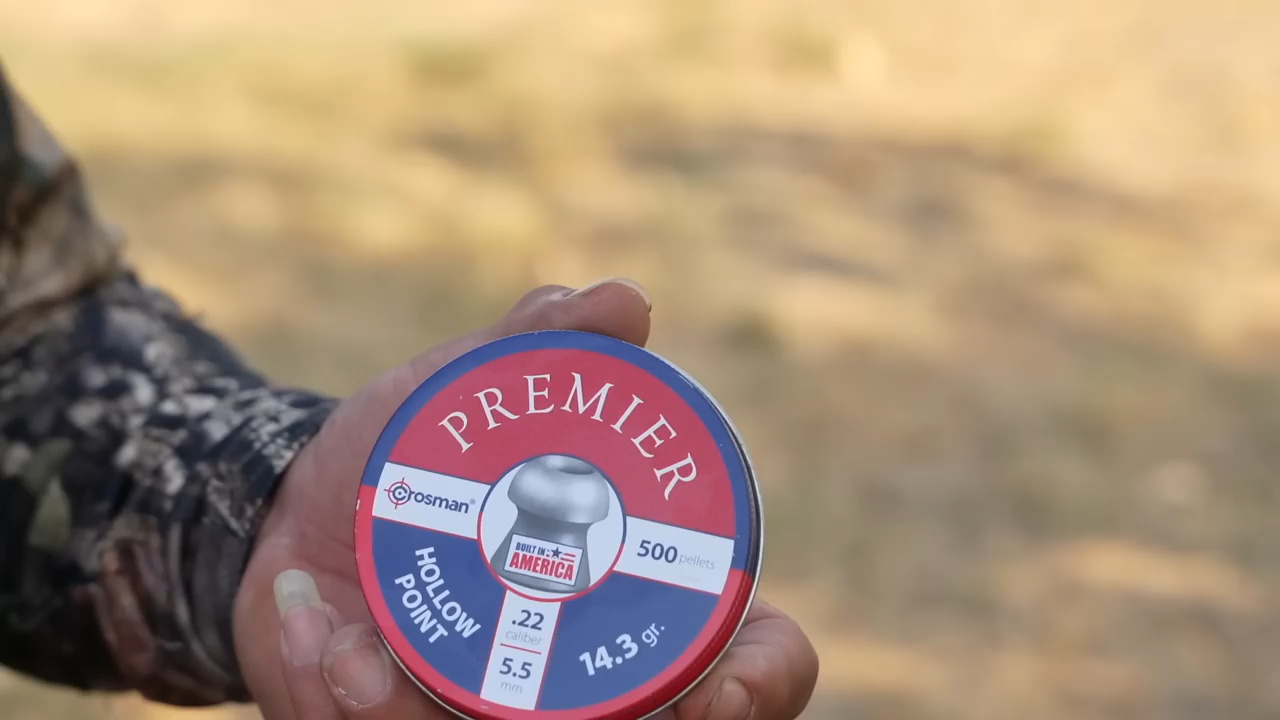 PREMIER
Crosman®
500 pellets
BUILT IN
AMERICA
HOLLOW
POINT
.22
caliber
5.5
mm
14.3 gr.